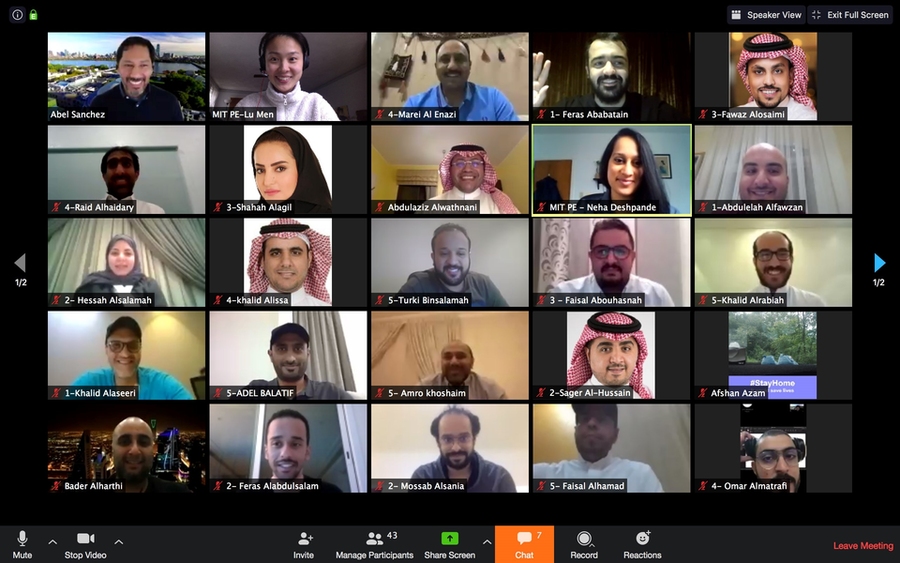 Speaker View
Exit Full Screen
Abel Sanchez
MIT PE-Lu Men
4-Marei Al Enazi
1- Feras Ababatain
3-Fawaz Alosaimi
4-Raid Alhaidary
3-Shahah Alagil
Abdulaziz Alwathnani
MIT PE - Neha Deshpande
1-Abdulelah Alfawzan
2- Hessah Alsalamah
4-khalid Alissa
5-Turki Binsalamah
3 - Faisal Abouhasnah
5-Khalid Alrabiah
1/2
1/2
1-Khalid Alaseeri
5-ADEL BALATIF
5- Amro khoshaim
2-Sager Al-Hussain
#StayHome
save lives
Afshan Azam
Bader Alharthi
2- Feras Alabdulsalam
2- Mossab Alsania
5- Faisal Alhamad
4- Omar Almatrafi
Mute
Stop Video
Invite
43
Manage Participants
Share Screen
7
Chat
Record
Reactions
Leave Meeting